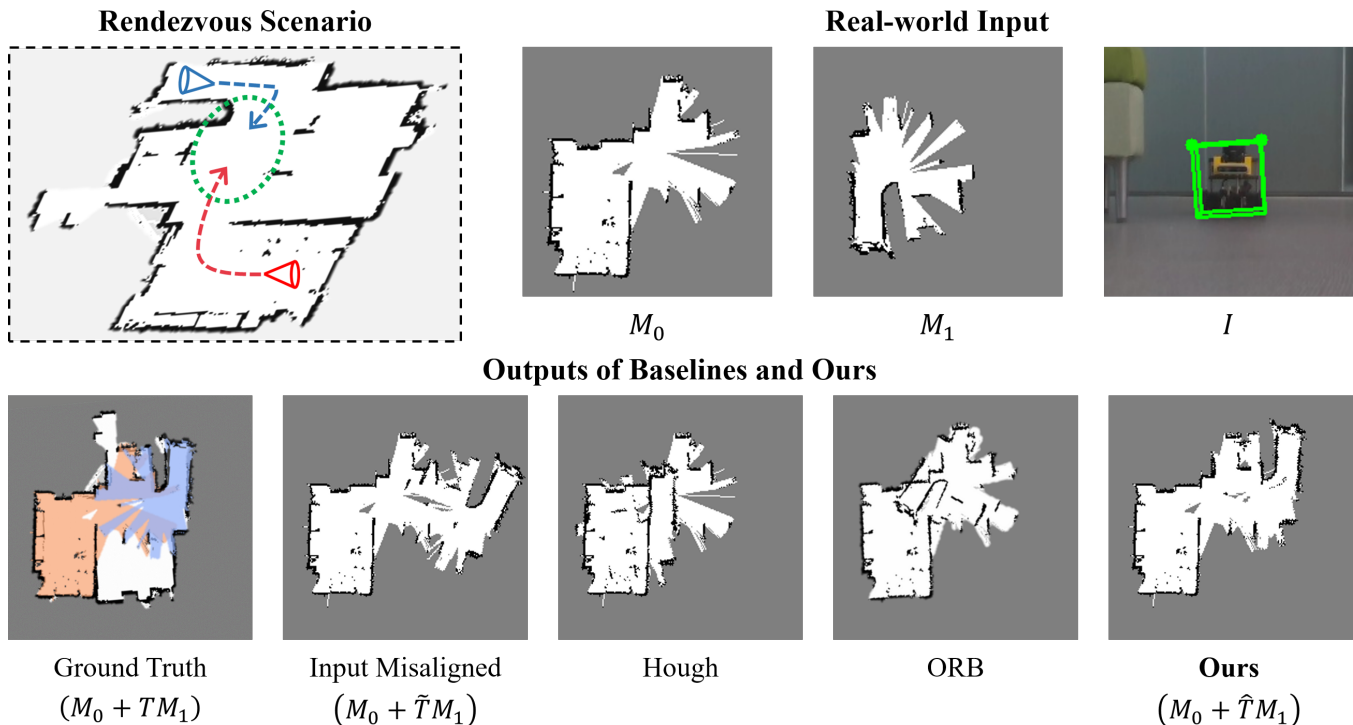 Rendezvous Scenario
Real-world Input
M₀
M₁
I
Outputs of Baselines and Ours
Ground Truth
Input Misaligned
Hough
ORB
Ours
(M₀ + TM₁)
(M₀ + T̃M₁)
(M₀ + T̂M₁)